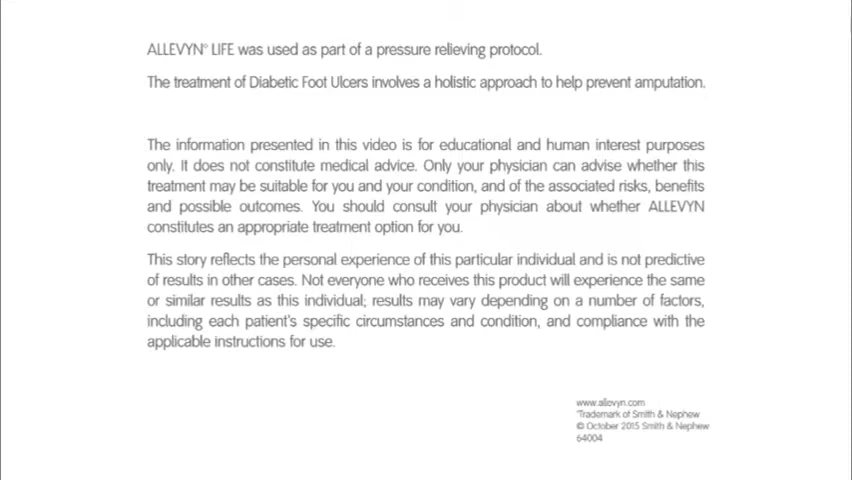 ALLEVYN◊ LIFE was used as part of a pressure relieving protocol.
The treatment of Diabetic Foot Ulcers involves a holistic approach to help prevent amputation.
The information presented in this video is for educational and human interest purposes
only. It does not constitute medical advice. Only your physician can advise whether this
treatment may be suitable for you and your condition, and of the associated risks, benefits
and possible outcomes. You should consult your physician about whether ALLEVYN
constitutes an appropriate treatment option for you.
This story reflects the personal experience of this particular individual and is not predictive
of results in other cases. Not everyone who receives this product will experience the same
or similar results as this individual; results may vary depending on a number of factors,
including each patient's specific circumstances and condition, and compliance with the
applicable instructions for use.
www.allevyn.com
◊Trademark of Smith & Nephew
© October 2015 Smith & Nephew
64004